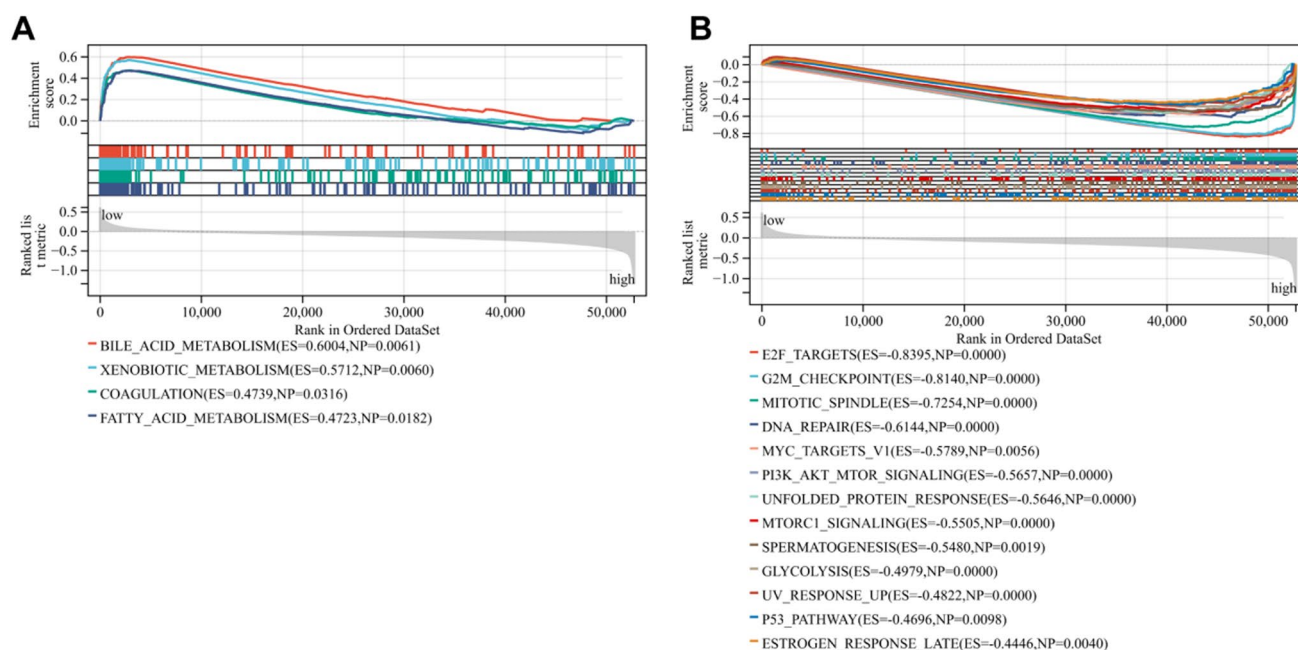 A
Enrichment
score
0.6
0.4
0.2
0.0
Ranked lis
t metric
0.5
0.0
−0.5
−1.0
low
high
0
10,000
20,000
30,000
40,000
50,000
Rank in Ordered DataSet
BILE_ACID_METABOLISM(ES=0.6004,NP=0.0061)
XENOBIOTIC_METABOLISM(ES=0.5712,NP=0.0060)
COAGULATION(ES=0.4739,NP=0.0316)
FATTY_ACID_METABOLISM(ES=0.4723,NP=0.0182)
B
Enrichment
score
0.0
−0.2
−0.4
−0.6
−0.8
Ranked list
metric
0.5
0.0
−0.5
−1.0
low
high
0
10,000
20,000
30,000
40,000
50,000
Rank in Ordered DataSet
E2F_TARGETS(ES=-0.8395,NP=0.0000)
G2M_CHECKPOINT(ES=-0.8140,NP=0.0000)
MITOTIC_SPINDLE(ES=-0.7254,NP=0.0000)
DNA_REPAIR(ES=-0.6144,NP=0.0000)
MYC_TARGETS_V1(ES=-0.5789,NP=0.0056)
PI3K_AKT_MTOR_SIGNALING(ES=-0.5657,NP=0.0000)
UNFOLDED_PROTEIN_RESPONSE(ES=-0.5646,NP=0.0000)
MTORC1_SIGNALING(ES=-0.5505,NP=0.0000)
SPERMATOGENESIS(ES=-0.5480,NP=0.0019)
GLYCOLYSIS(ES=-0.4979,NP=0.0000)
UV_RESPONSE_UP(ES=-0.4822,NP=0.0000)
P53_PATHWAY(ES=-0.4696,NP=0.0098)
ESTROGEN_RESPONSE_LATE(ES=-0.4446,NP=0.0040)